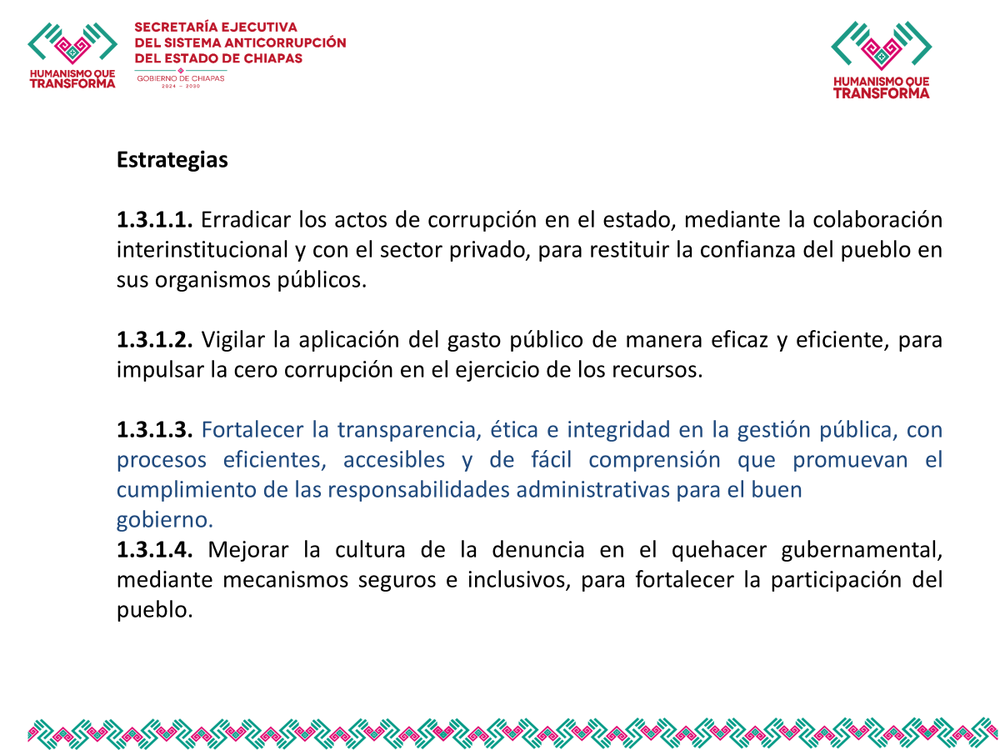 SECRETARÍA EJECUTIVA
DEL SISTEMA ANTICORRUPCIÓN
DEL ESTADO DE CHIAPAS
GOBIERNO DE CHIAPAS
2024 – 2030
HUMANISMO QUE
TRANSFORMA
HUMANISMO QUE
TRANSFORMA
Estrategias
1.3.1.1. Erradicar los actos de corrupción en el estado, mediante la colaboración
interinstitucional y con el sector privado, para restituir la confianza del pueblo en
sus organismos públicos.
1.3.1.2. Vigilar la aplicación del gasto público de manera eficaz y eficiente, para
impulsar la cero corrupción en el ejercicio de los recursos.
1.3.1.3. Fortalecer la transparencia, ética e integridad en la gestión pública, con
procesos eficientes, accesibles y de fácil comprensión que promuevan el
cumplimiento de las responsabilidades administrativas para el buen
gobierno.
1.3.1.4. Mejorar la cultura de la denuncia en el quehacer gubernamental,
mediante mecanismos seguros e inclusivos, para fortalecer la participación del
pueblo.